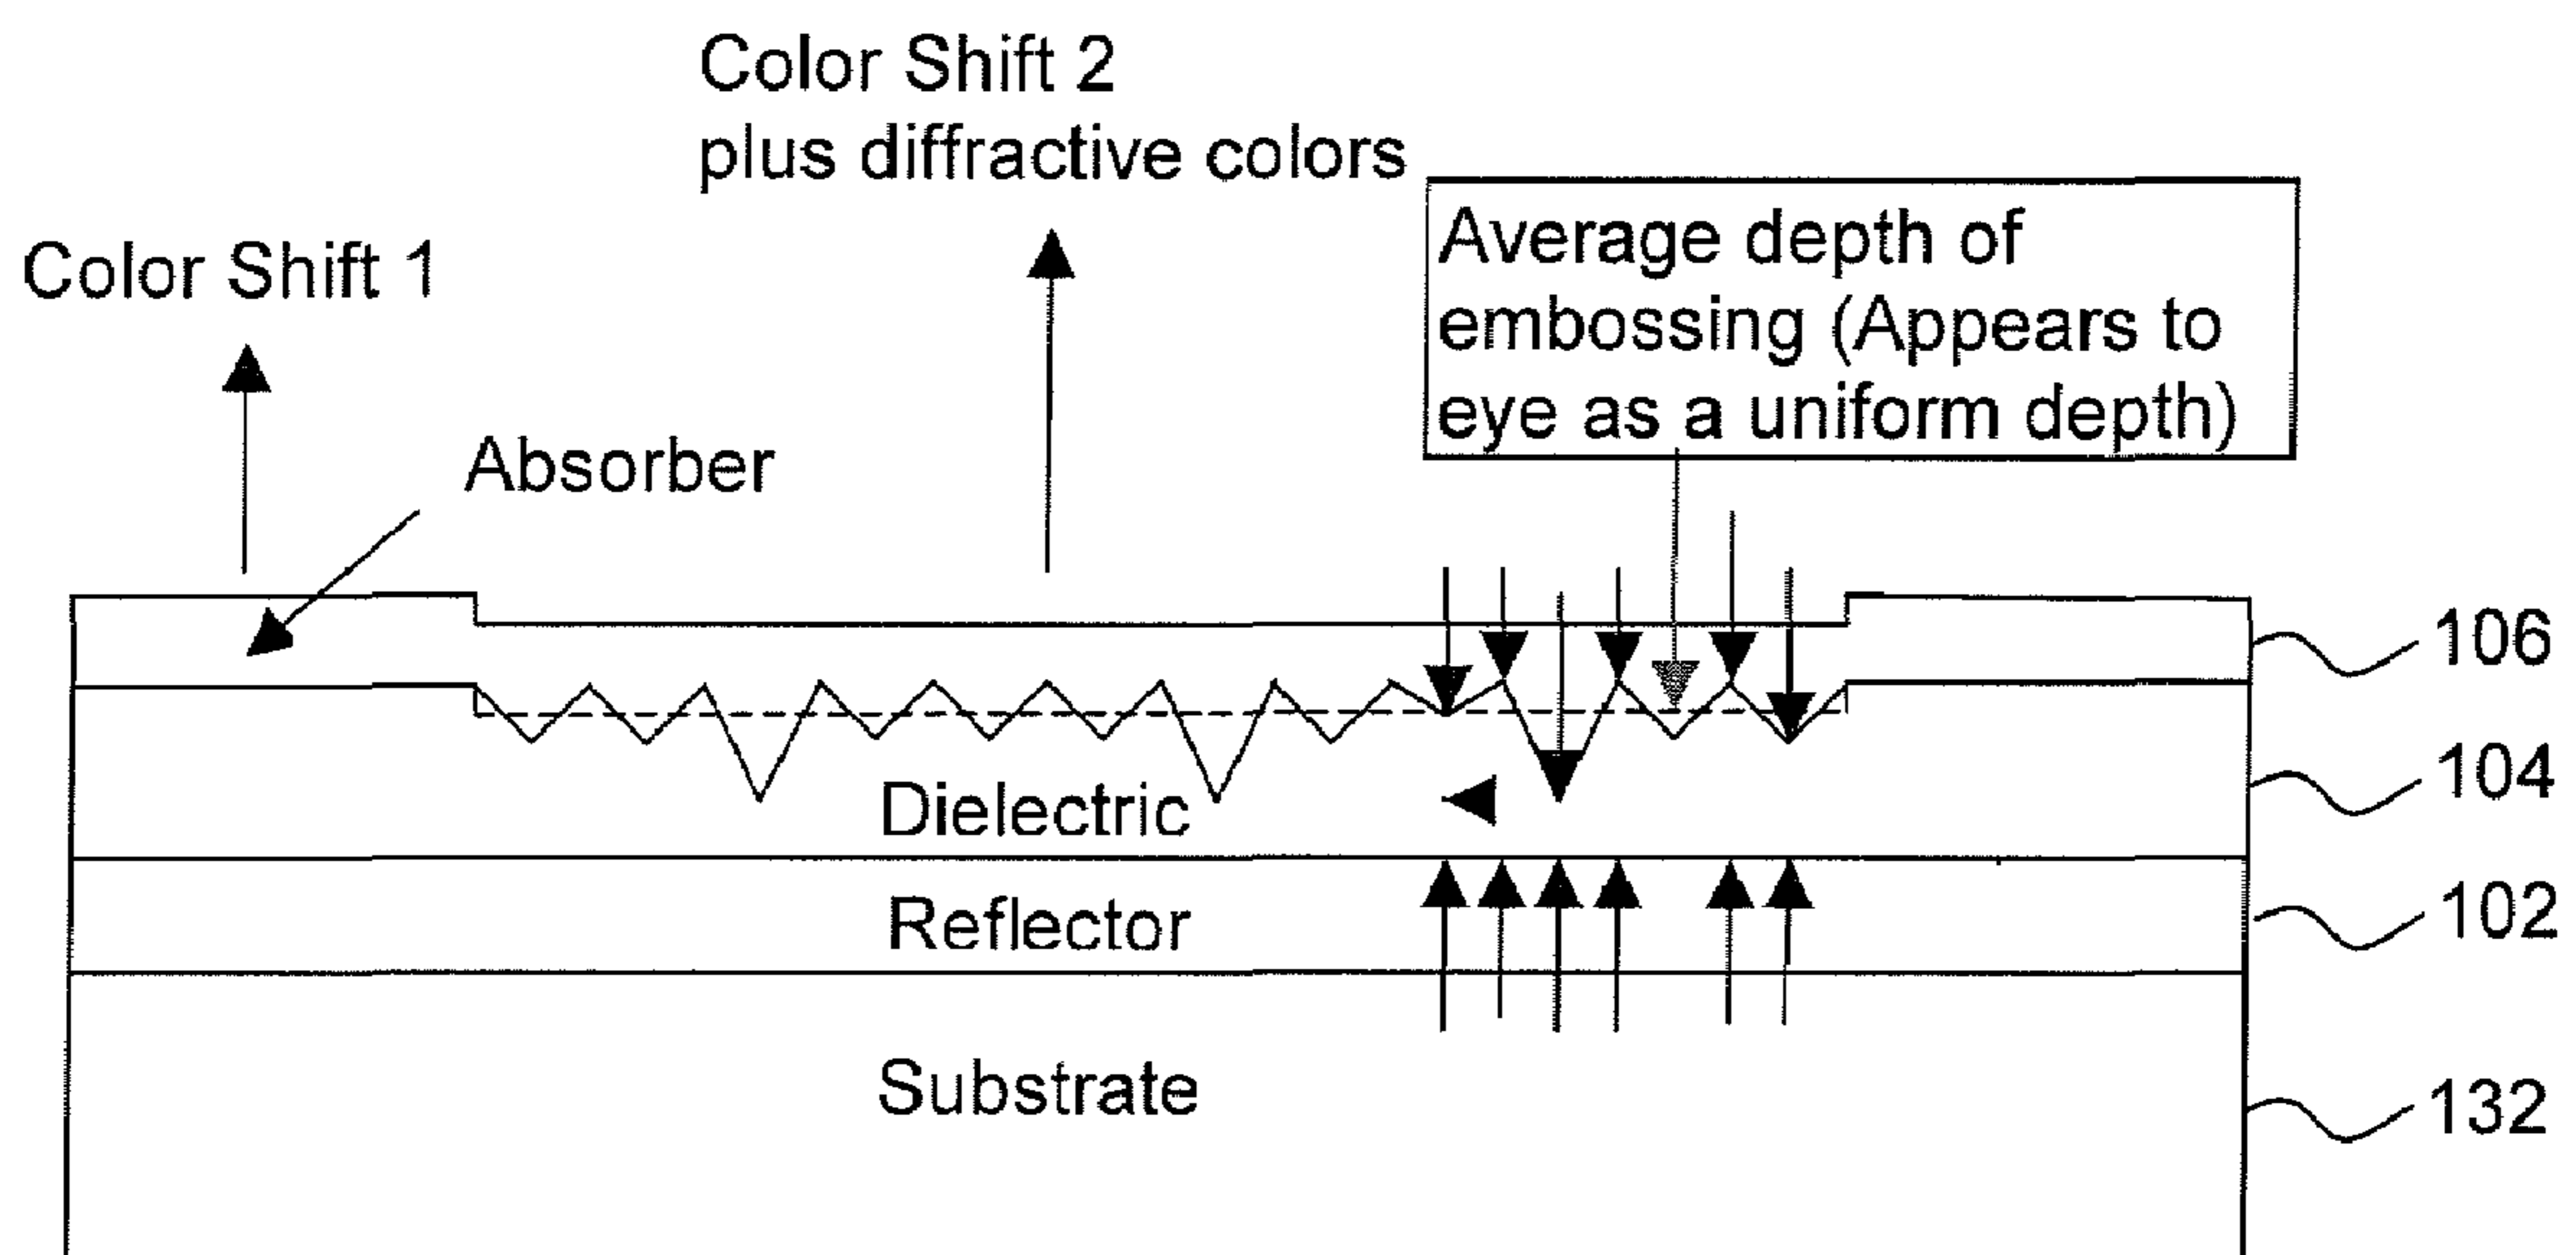 Color Shift 2
plus diffractive colors
Color Shift 1
Average depth of
embossing (Appears to
eye as a uniform depth)
Absorber
106
104
Dielectric
102
Reflector
Substrate
132